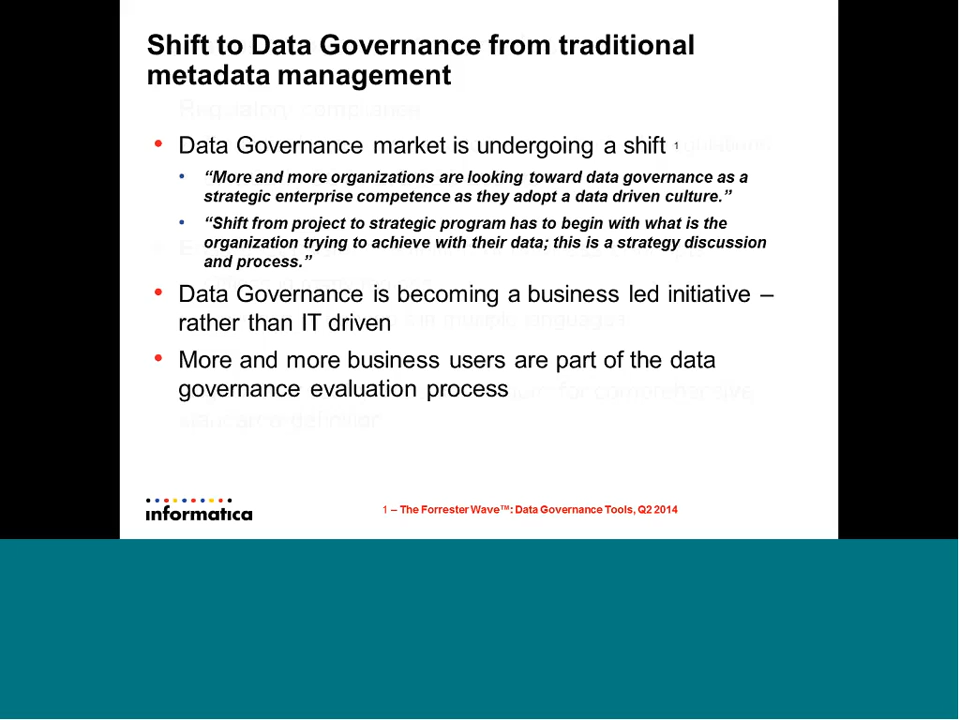 Shift to Data Governance from traditional
metadata management
Regulatory compliance
• Data Governance market is undergoing a shift 1
• “More and more organizations are looking toward data governance as a
strategic enterprise competence as they adopt a data driven culture.”
• “Shift from project to strategic program has to begin with what is the
organization trying to achieve with their data; this is a strategy discussion
and process.”
• Data Governance is becoming a business led initiative –
rather than IT driven
• More and more business users are part of the data
governance evaluation process
for comprehensive
informatica
1 – The Forrester Wave™: Data Governance Tools, Q2 2014